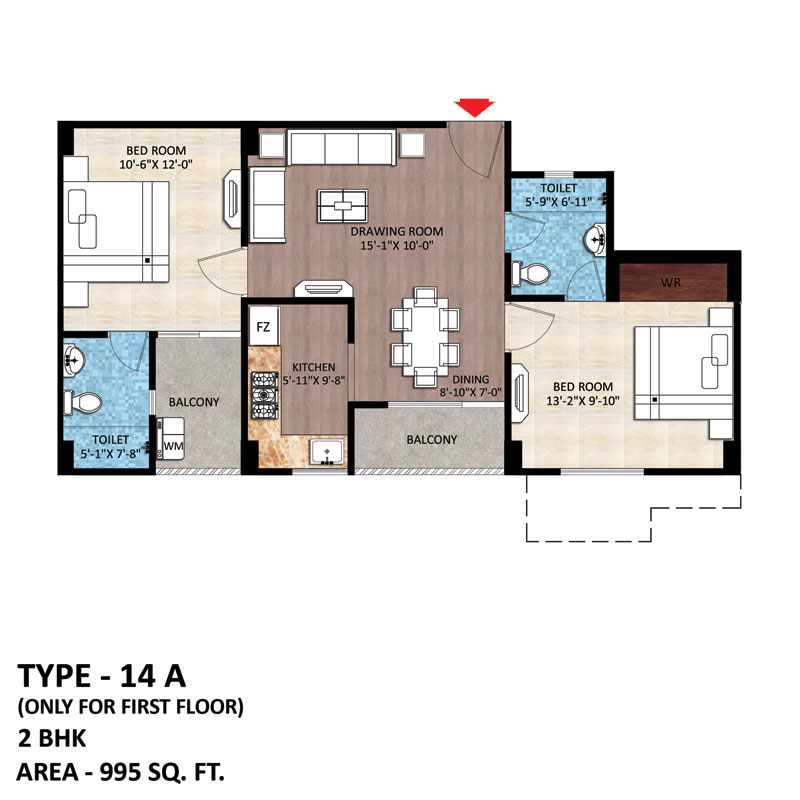 BED ROOM
10'-6"X 12'-0"
TOILET
5'-9"X 6'-11"
DRAWING ROOM
15'-1"X 10'-0"
WR
FZ
KITCHEN
5'-11"X 9'-8"
DINING
8'-10"X 7'-0"
BED ROOM
13'-2"X 9'-10"
BALCONY
BALCONY
TOILET
5'-1"X 7'-8"
WM
TYPE - 14 A
(ONLY FOR FIRST FLOOR)
2 BHK
AREA - 995 SQ. FT.